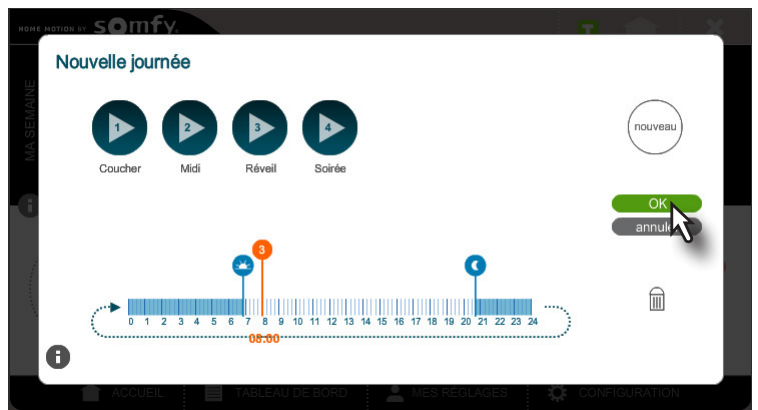 HOME MOTION BY somfy.
Nouvelle journée
MA SEMAINE
1 2 3 4
Coucher Midi Réveil Soirée
nouveau
OK
annule
3
0 1 2 3 4 5 6 7 8 9 10 11 12 13 14 15 16 17 18 19 20 21 22 23 24
08:00
ACCUEIL TABLEAU DE BORD MES REGLAGES CONFIGURATION